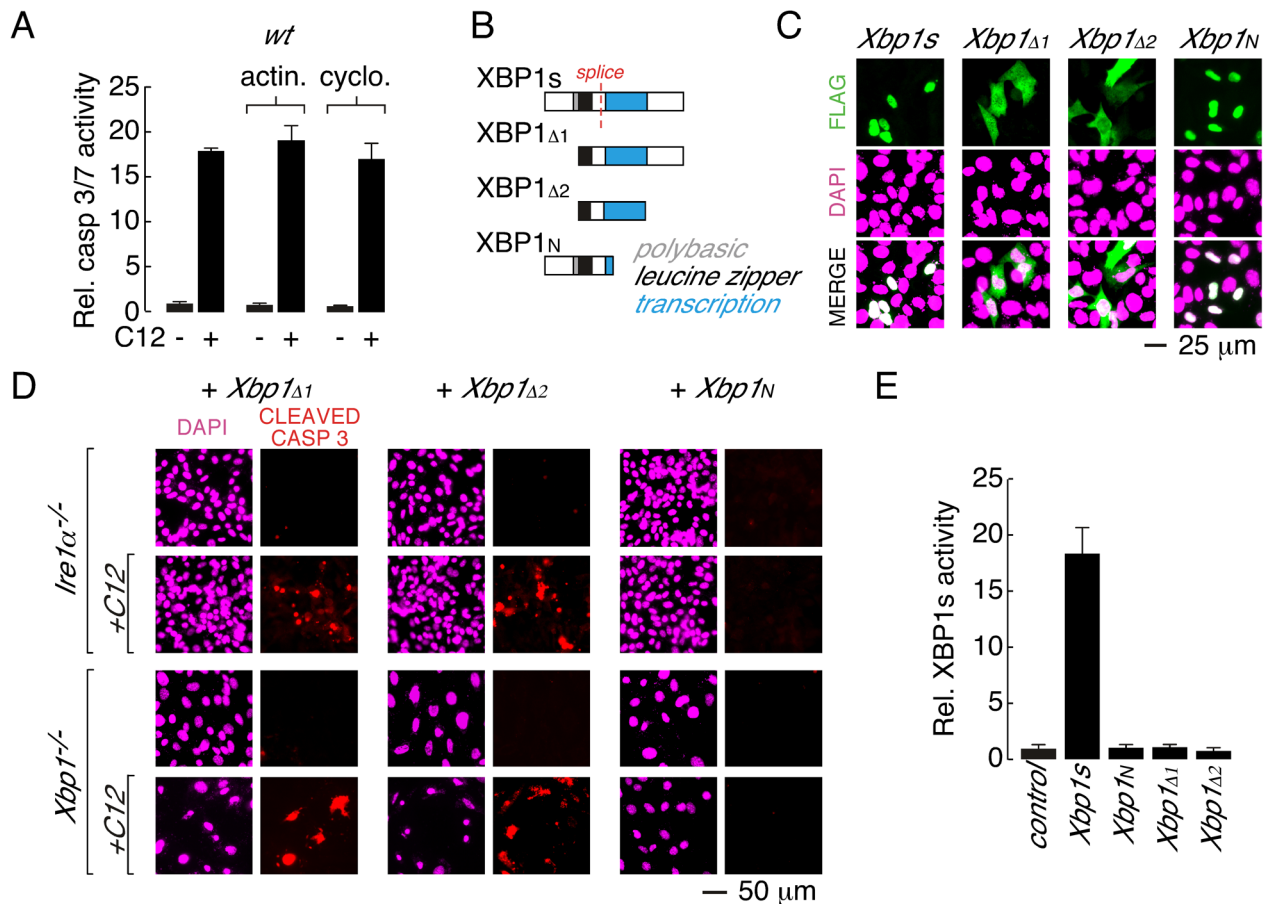 A
wt
actin. cyclo.
Rel. casp 3/7 activity
25
20
15
10
5
0
C12 - + - + - +
B
splice
XBP1s
XBP1Δ1
XBP1Δ2
XBP1N
polybasic
leucine zipper
transcription
C
Xbp1s Xbp1Δ1 Xbp1Δ2 Xbp1N
FLAG
DAPI
MERGE
25 μm
D
+ Xbp1Δ1 + Xbp1Δ2 + Xbp1N
DAPI CLEAVED
CASP 3
Ire1α-/-
+C12
Xbp1-/-
+C12
50 μm
E
Rel. XBP1s activity
25
20
15
10
5
0
control Xbp1s Xbp1N Xbp1Δ1 Xbp1Δ2